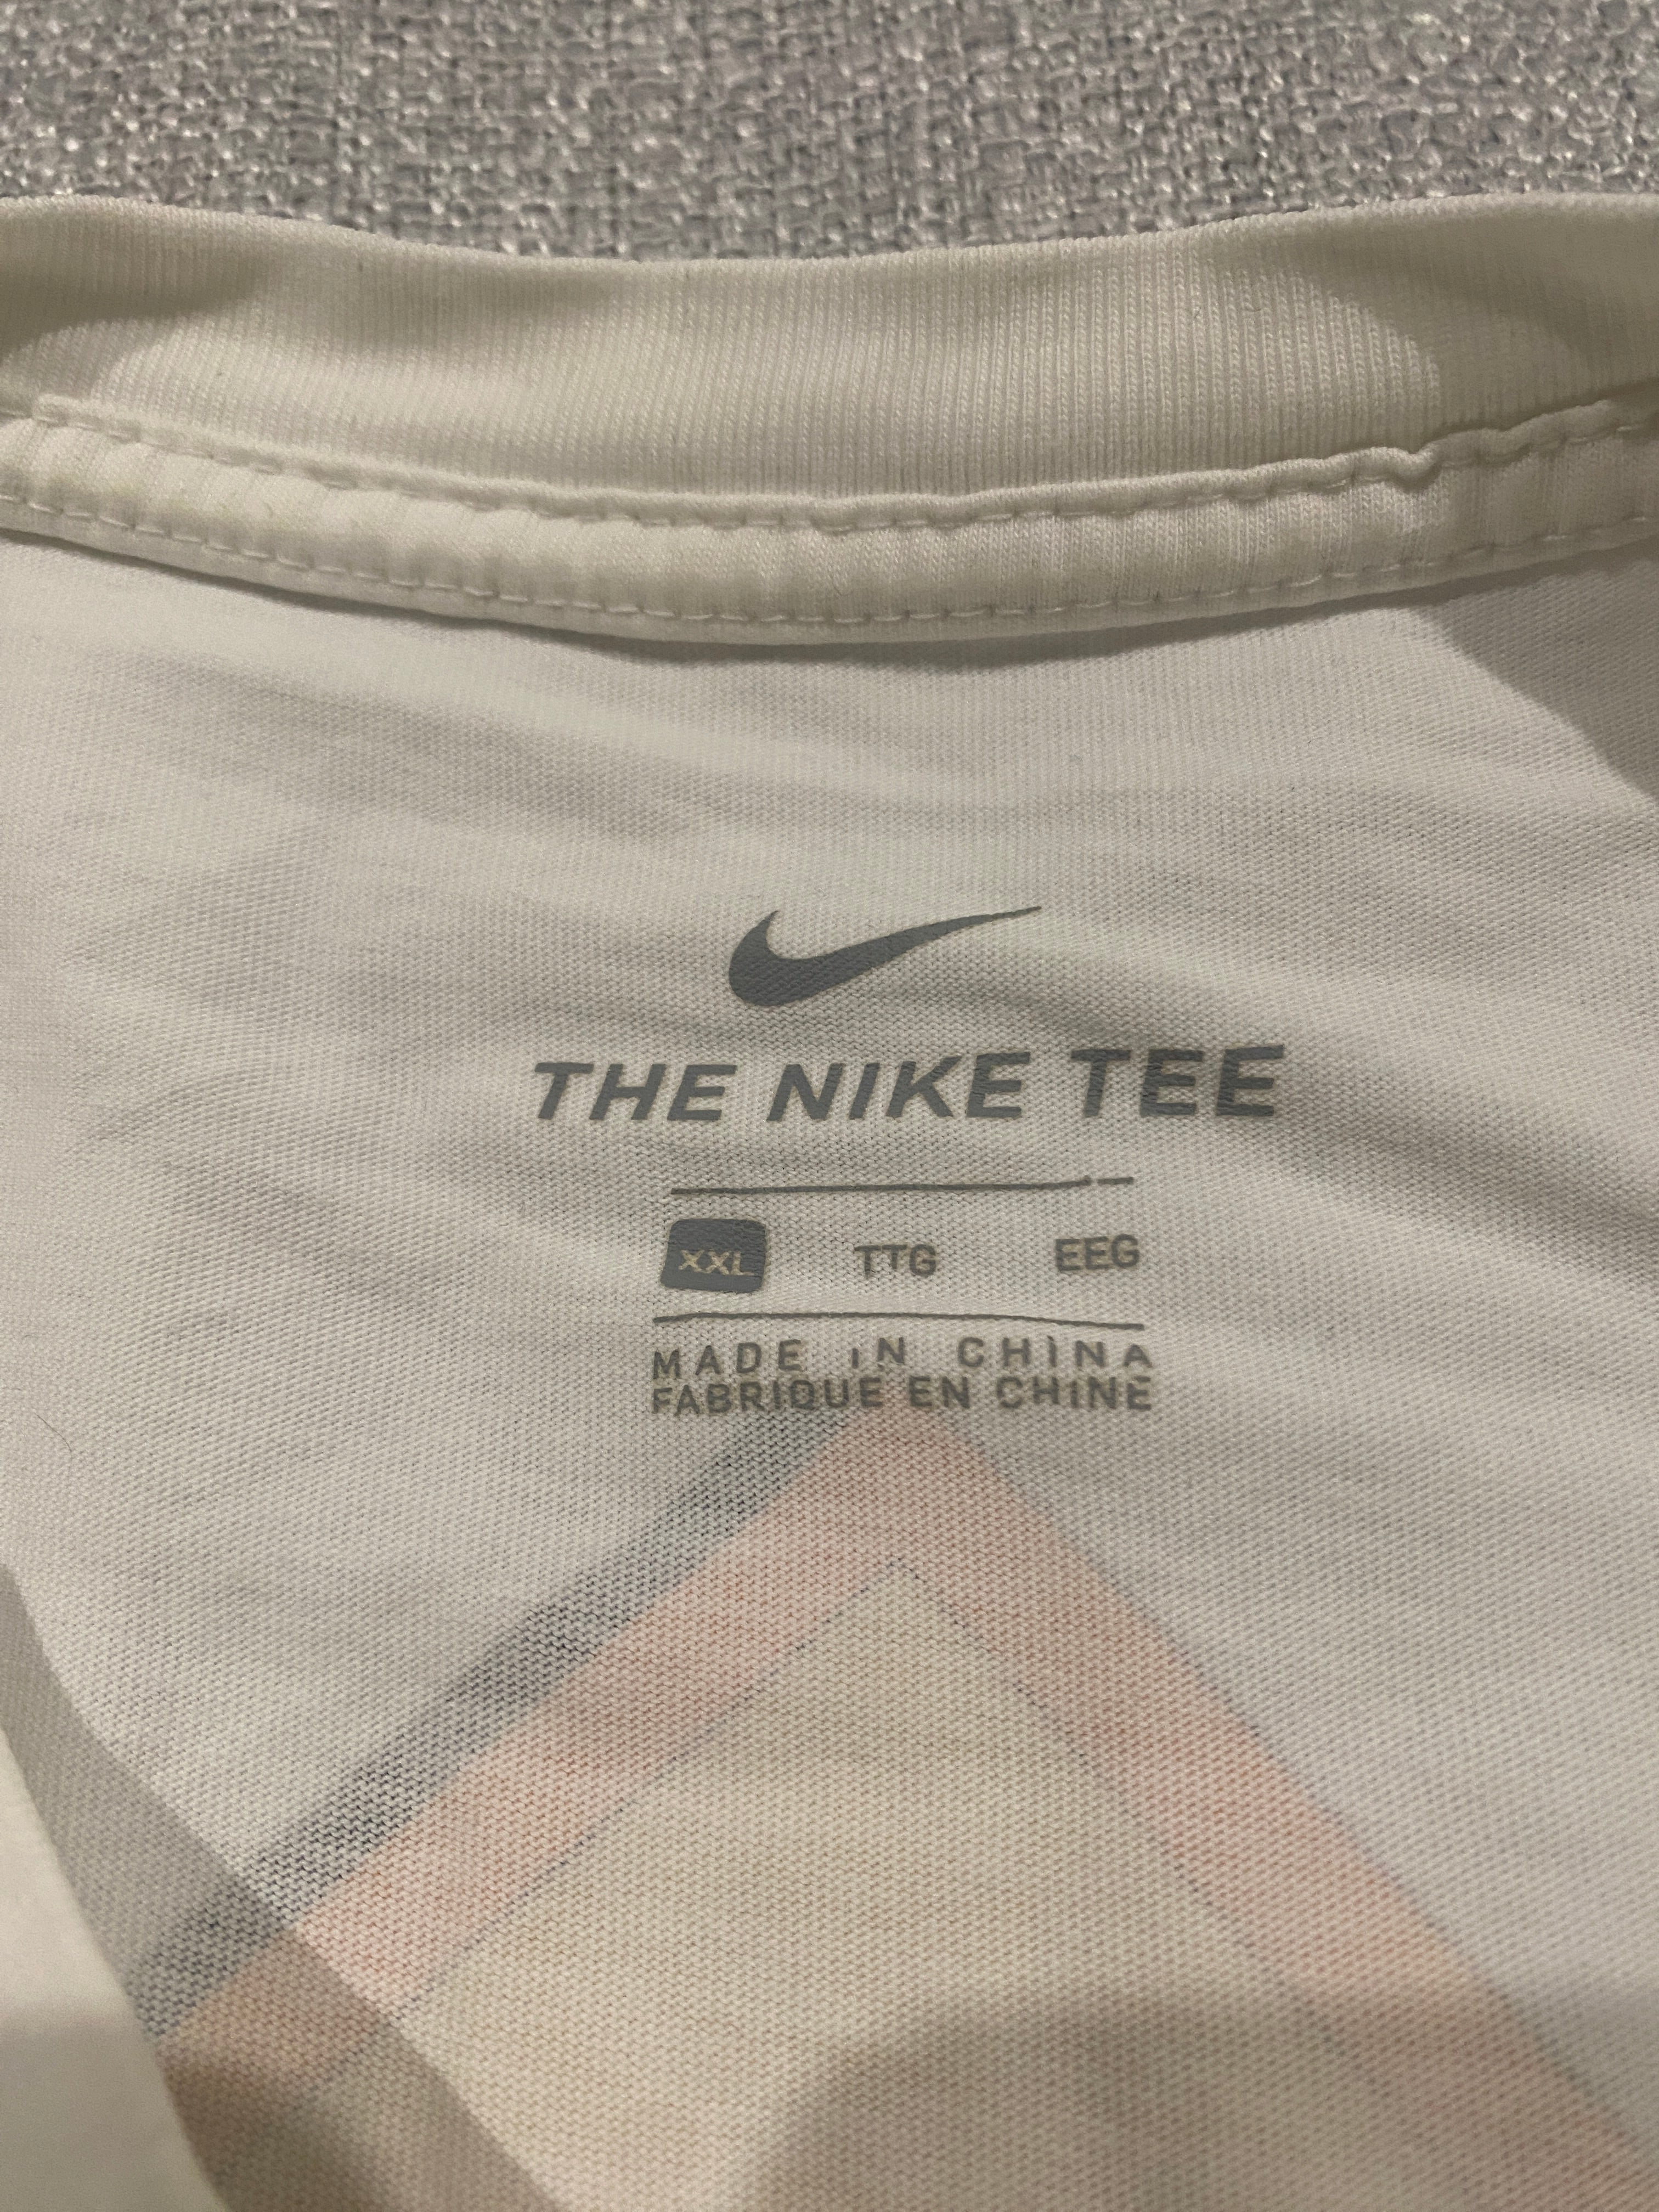 THE NIKE TEE
XXL TTG EEG
MADE IN CHINA
FABRIQUE EN CHINE